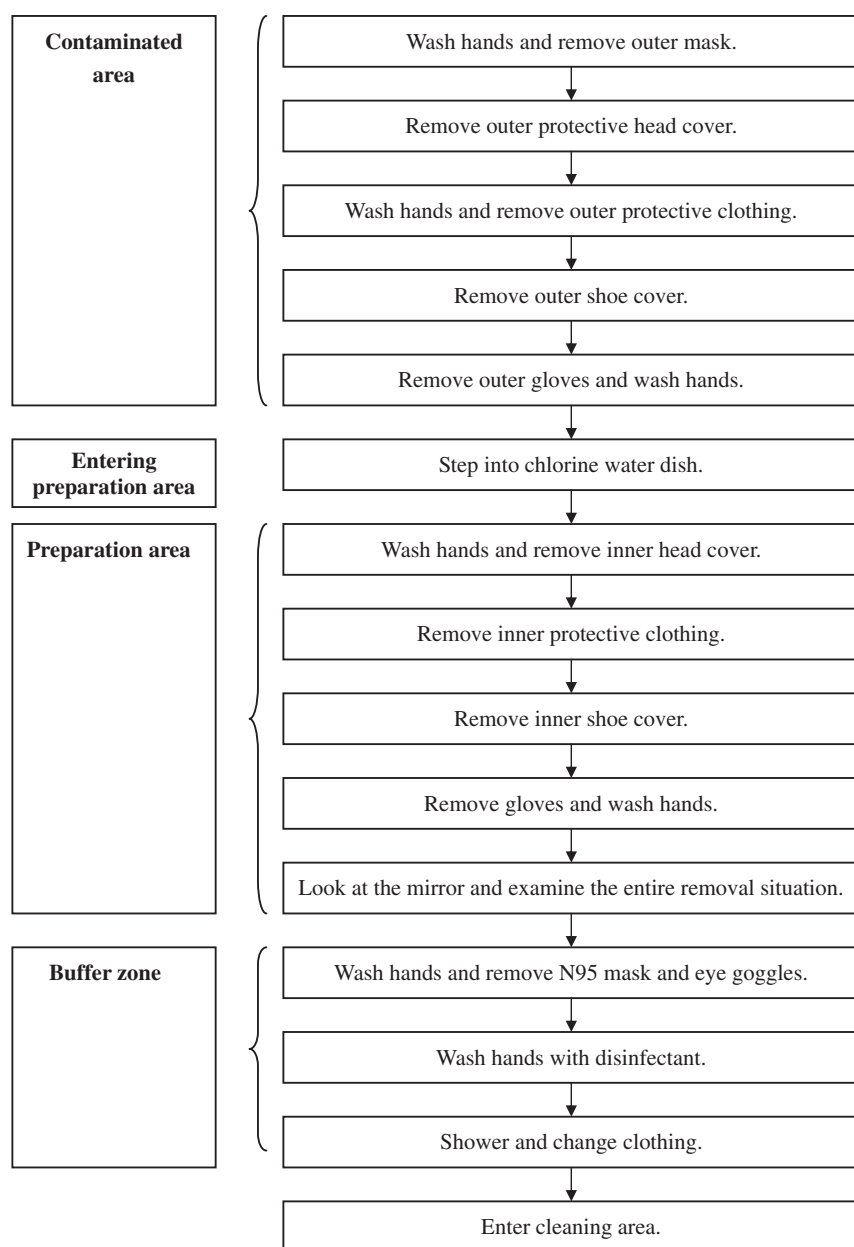 Contaminated
area
Wash hands and remove outer mask.
Remove outer protective head cover.
Wash hands and remove outer protective clothing.
Remove outer shoe cover.
Remove outer gloves and wash hands.
Entering
preparation area
Step into chlorine water dish.
Preparation area
Wash hands and remove inner head cover.
Remove inner protective clothing.
Remove inner shoe cover.
Remove gloves and wash hands.
Look at the mirror and examine the entire removal situation.
Buffer zone
Wash hands and remove N95 mask and eye goggles.
Wash hands with disinfectant.
Shower and change clothing.
Enter cleaning area.